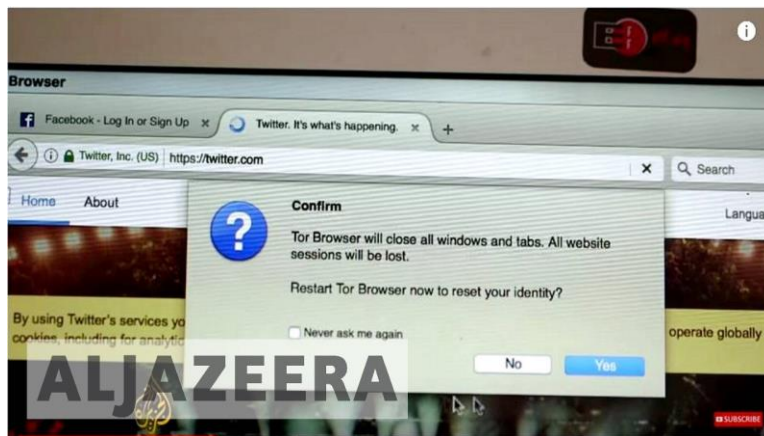 Browser
Facebook - Log In or Sign Up × Twitter. It's what's happening. × +
Twitter, Inc. (US) https://twitter.com × Search
Home About
Langua
Confirm
Tor Browser will close all windows and tabs. All website
sessions will be lost.
Restart Tor Browser now to reset your identity?
Never ask me again
No Yes
By using Twitter's services yo
cookies, including for analytic
operate globally
ALJAZEERA
SUBSCRIBE